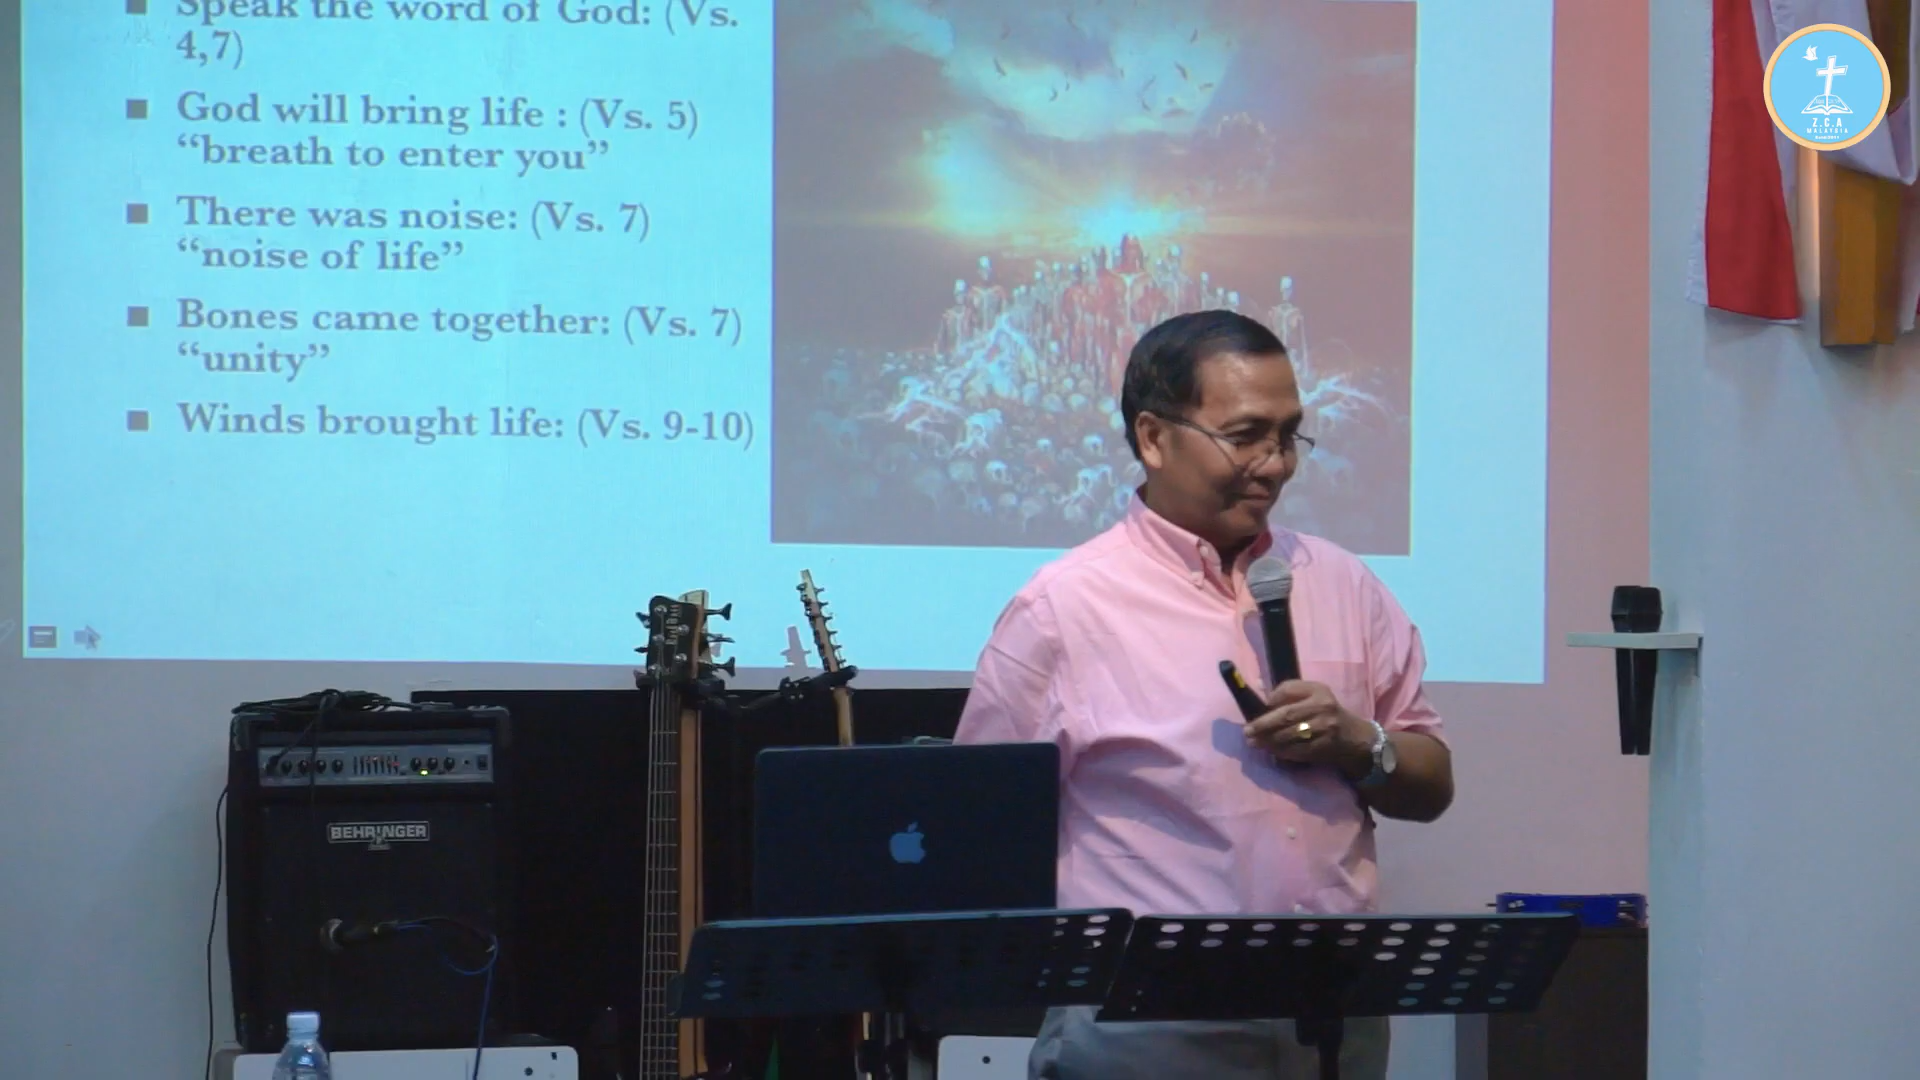 Speak the word of God: (Vs.
4,7)
God will bring life : (Vs. 5)
“breath to enter you”
There was noise: (Vs. 7)
“noise of life”
Bones came together: (Vs. 7)
“unity”
Winds brought life: (Vs. 9-10)
Z.C.A
MALAYSIA
BEHRINGER